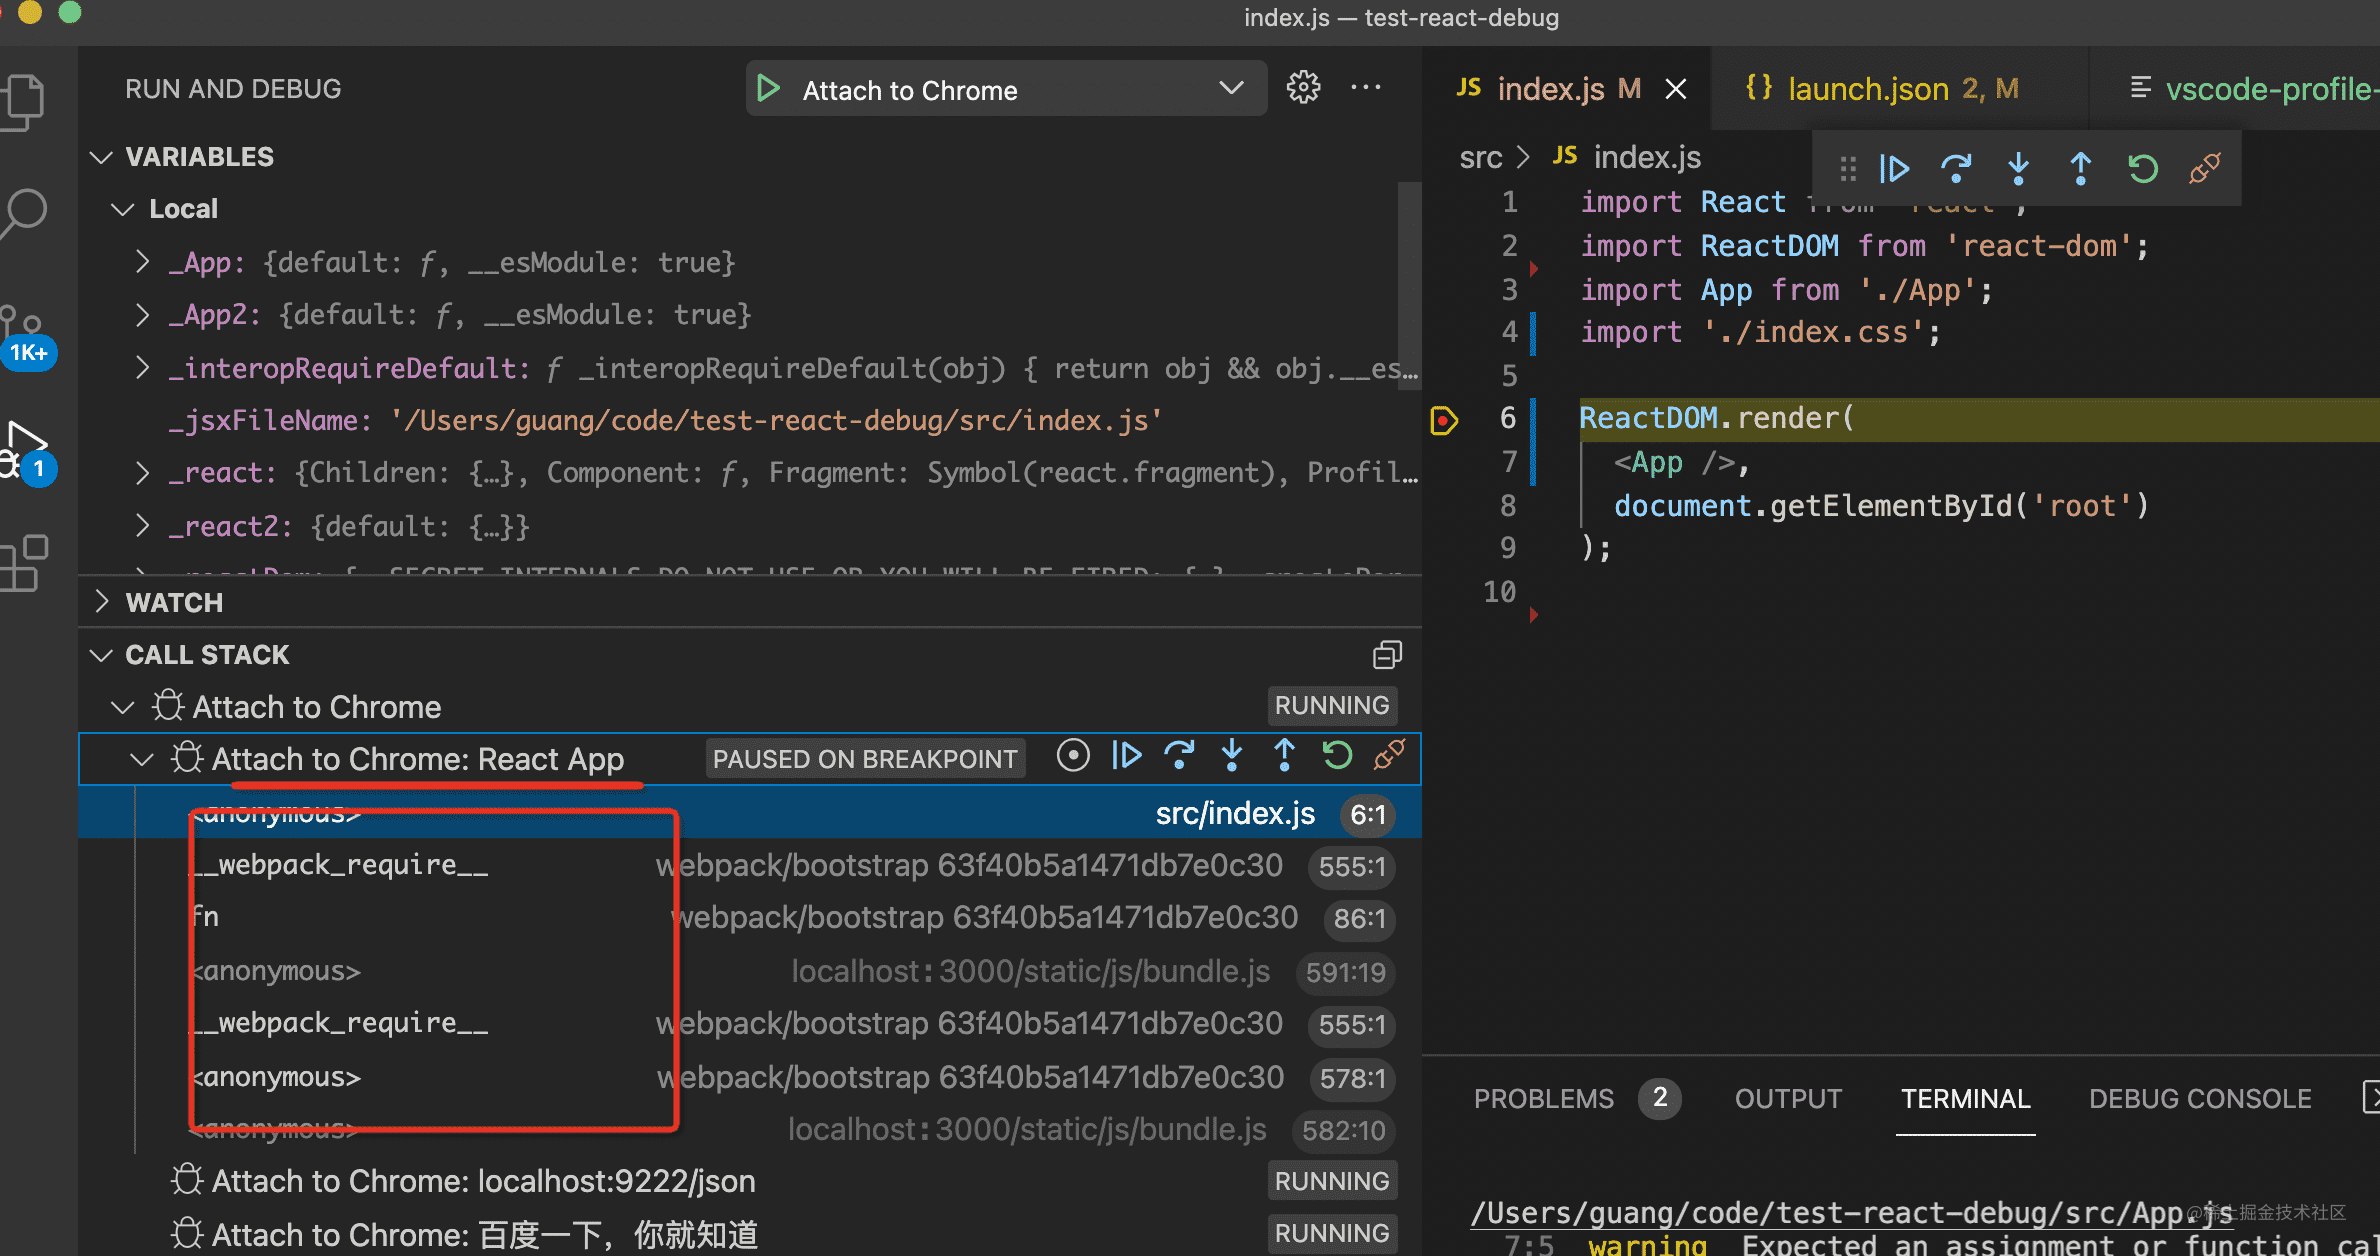 index.js — test-react-debug
RUN AND DEBUG
Attach to Chrome
VARIABLES
Local
_App: {default: ƒ, __esModule: true}
_App2: {default: ƒ, __esModule: true}
_interopRequireDefault: ƒ _interopRequireDefault(obj) { return obj && obj.__es…
_jsxFileName: '/Users/guang/code/test-react-debug/src/index.js'
_react: {Children: {…}, Component: ƒ, Fragment: Symbol(react.fragment), Profil…
_react2: {default: {…}}
WATCH
CALL STACK
Attach to Chrome RUNNING
Attach to Chrome: React App PAUSED ON BREAKPOINT
<anonymous> src/index.js 6:1
__webpack_require__ webpack/bootstrap 63f40b5a1471db7e0c30 555:1
fn webpack/bootstrap 63f40b5a1471db7e0c30 86:1
<anonymous> localhost:3000/static/js/bundle.js 591:19
__webpack_require__ webpack/bootstrap 63f40b5a1471db7e0c30 555:1
<anonymous> webpack/bootstrap 63f40b5a1471db7e0c30 578:1
<anonymous> localhost:3000/static/js/bundle.js 582:10
Attach to Chrome: localhost:9222/json RUNNING
Attach to Chrome: 百度一下，你就知道 RUNNING
1K+
1
JS index.js M
{} launch.json 2, M
vscode-profile-
src > JS index.js
1 import React from 'react';
2 import ReactDOM from 'react-dom';
3 import App from './App';
4 import './index.css';
5
6 ReactDOM.render(
7 <App />,
8 document.getElementById('root')
9 );
10
PROBLEMS 2 OUTPUT TERMINAL DEBUG CONSOLE
/Users/guang/code/test-react-debug/src/App.js
7:5 warning Expected an assignment or function ca
@稀土掘金技术社区